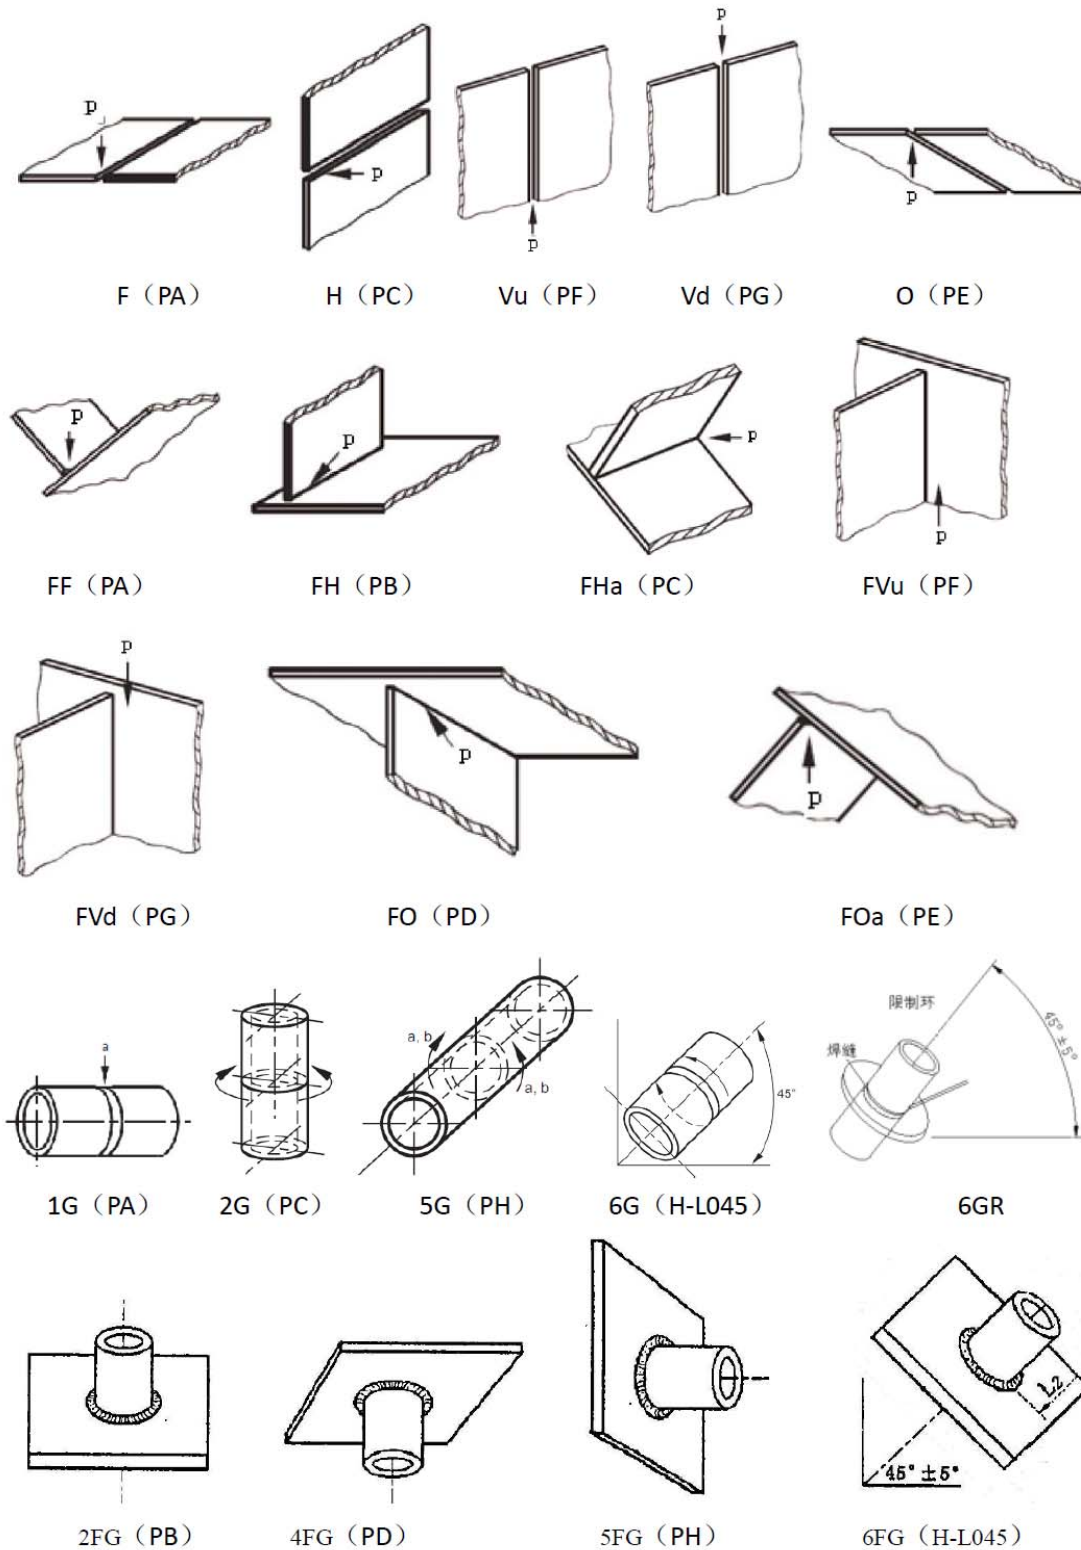 P P P P P
F（PA） H（PC） Vu（PF） Vd（PG） O（PE）
P P P P
FF（PA） FH（PB） FHa（PC） FVu（PF）
P P P
FVd（PG） FO（PD） FOa（PE）
a
a, b
a, b
45°
限制环
焊缝
45° ±5°
1G（PA） 2G（PC） 5G（PH） 6G（H-L045） 6GR
L2
45° ±5°
2FG（PB） 4FG（PD） 5FG（PH） 6FG（H-L045）